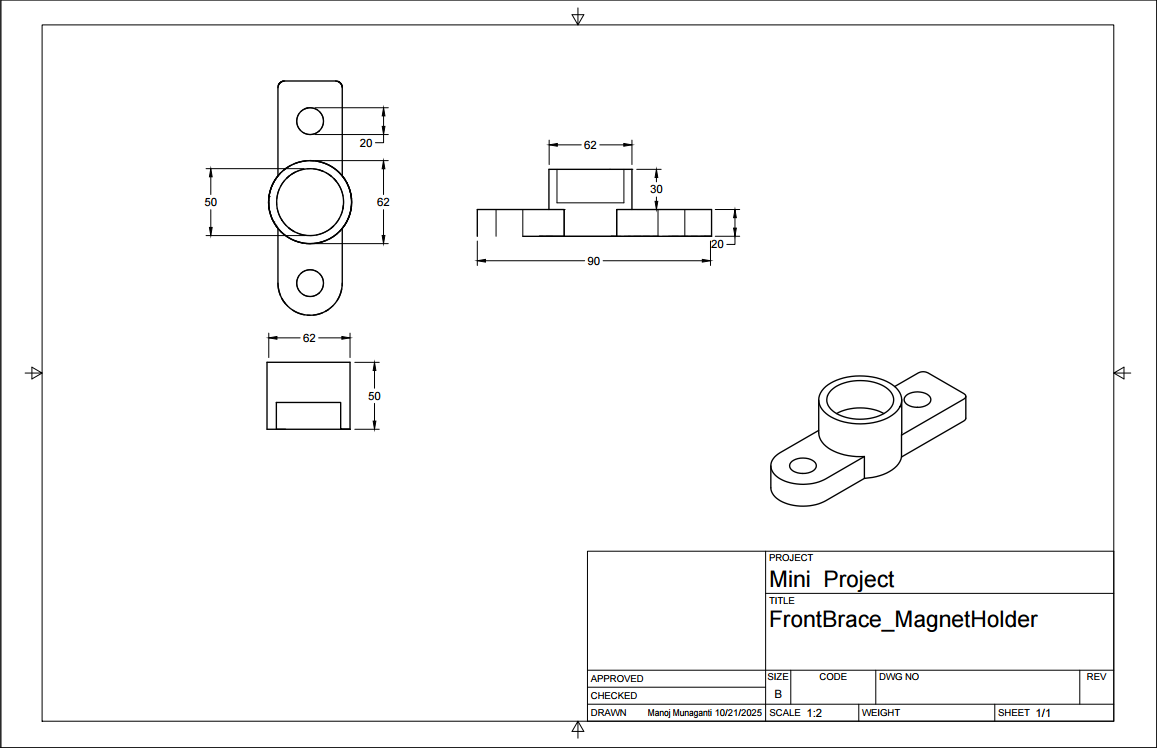 20
50
62
62
50
62
30
20
90
PROJECT
Mini Project
TITLE
FrontBrace_MagnetHolder
APPROVED
CHECKED
DRAWN Manoj Munaganti 10/21/2025
SIZE
B
CODE
DWG NO
REV
SCALE 1:2
WEIGHT
SHEET 1/1